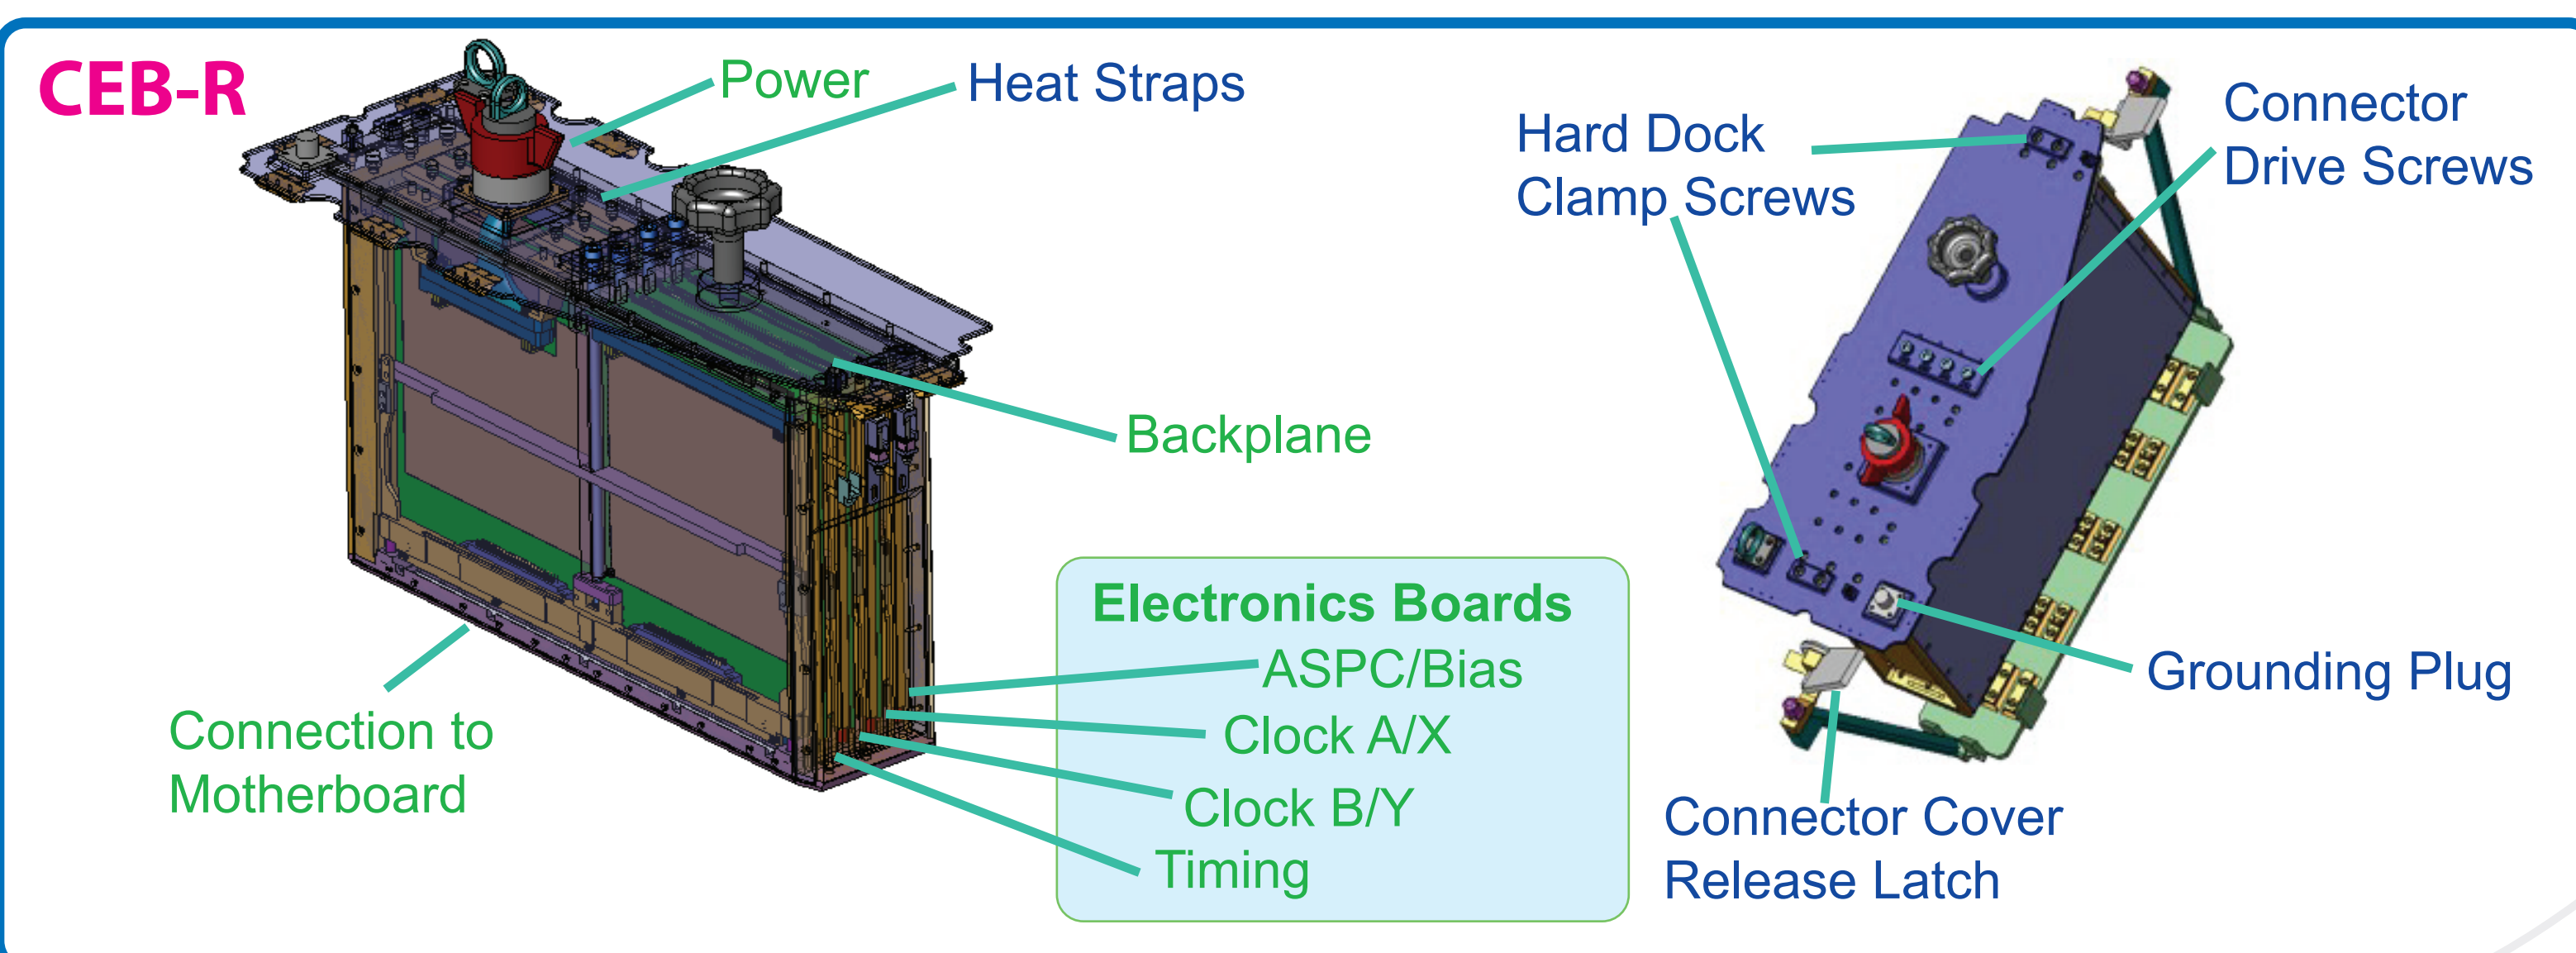 CEB-R
Power
Heat Straps
Backplane
Connection to
Motherboard
Electronics Boards
ASPC/Bias
Clock A/X
Clock B/Y
Timing
Hard Dock
Clamp Screws
Connector
Drive Screws
Grounding Plug
Connector Cover
Release Latch